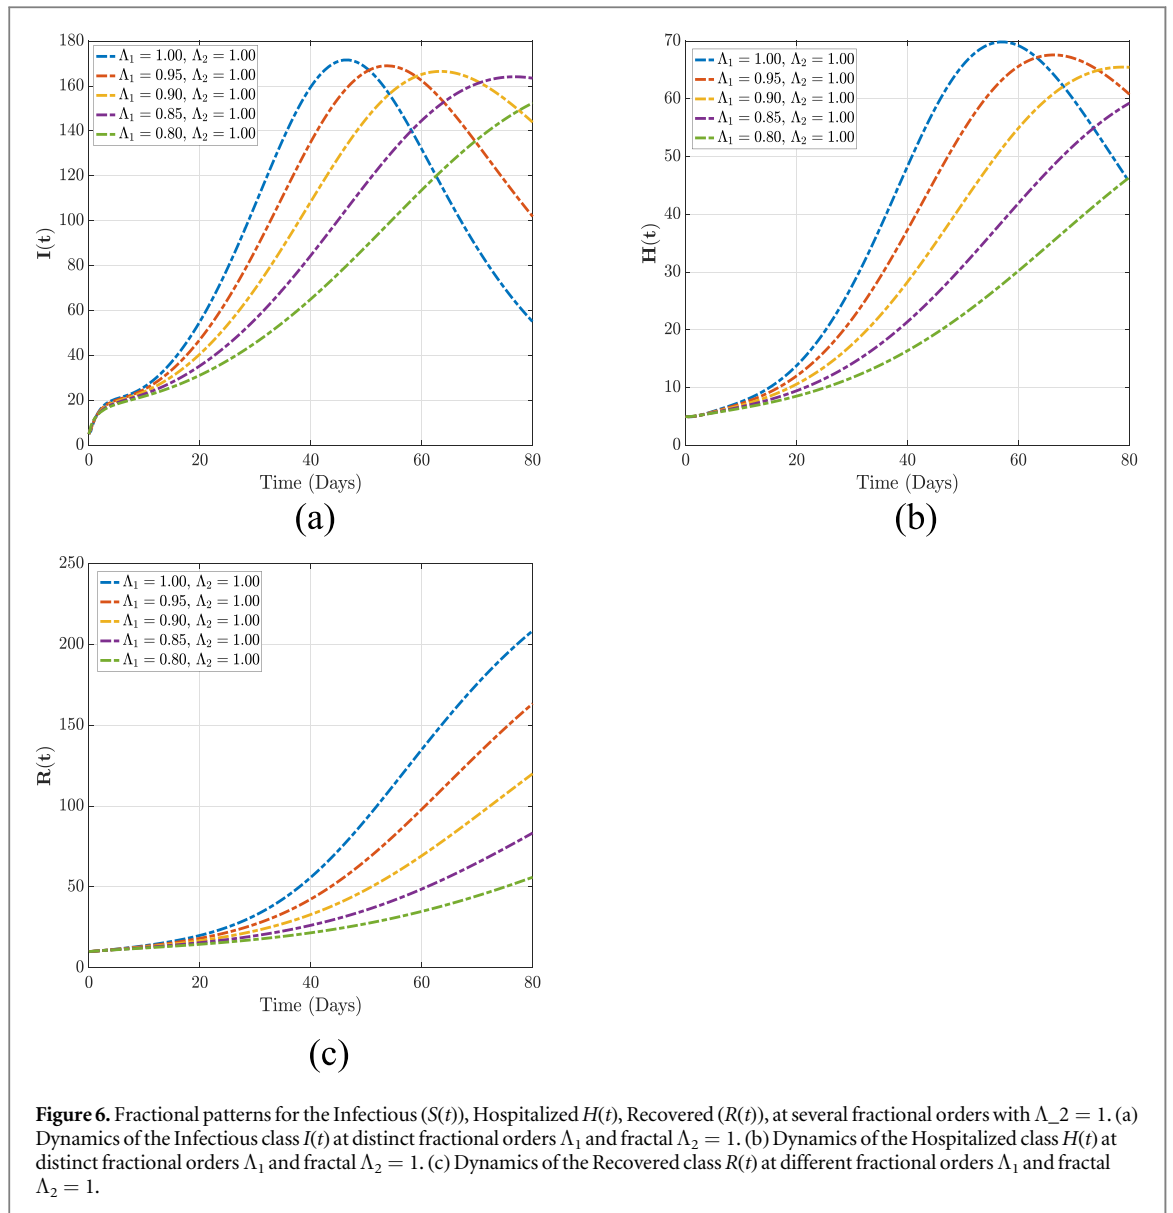 180
160
140
120
100
80
60
40
20
0
I(t)
Λ₁ = 1.00, Λ₂ = 1.00
Λ₁ = 0.95, Λ₂ = 1.00
Λ₁ = 0.90, Λ₂ = 1.00
Λ₁ = 0.85, Λ₂ = 1.00
Λ₁ = 0.80, Λ₂ = 1.00
0 20 40 60 80
Time (Days)
(a)
70
60
50
40
30
20
10
0
H(t)
Λ₁ = 1.00, Λ₂ = 1.00
Λ₁ = 0.95, Λ₂ = 1.00
Λ₁ = 0.90, Λ₂ = 1.00
Λ₁ = 0.85, Λ₂ = 1.00
Λ₁ = 0.80, Λ₂ = 1.00
0 20 40 60 80
Time (Days)
(b)
250
200
150
100
50
0
R(t)
Λ₁ = 1.00, Λ₂ = 1.00
Λ₁ = 0.95, Λ₂ = 1.00
Λ₁ = 0.90, Λ₂ = 1.00
Λ₁ = 0.85, Λ₂ = 1.00
Λ₁ = 0.80, Λ₂ = 1.00
0 20 40 60 80
Time (Days)
(c)
Figure 6. Fractional patterns for the Infectious (S(t)), Hospitalized H(t), Recovered (R(t)), at several fractional orders with Λ_2 = 1. (a)
Dynamics of the Infectious class I(t) at distinct fractional orders Λ₁ and fractal Λ₂ = 1. (b) Dynamics of the Hospitalized class H(t) at
distinct fractional orders Λ₁ and fractal Λ₂ = 1. (c) Dynamics of the Recovered class R(t) at different fractional orders Λ₁ and fractal
Λ₂ = 1.